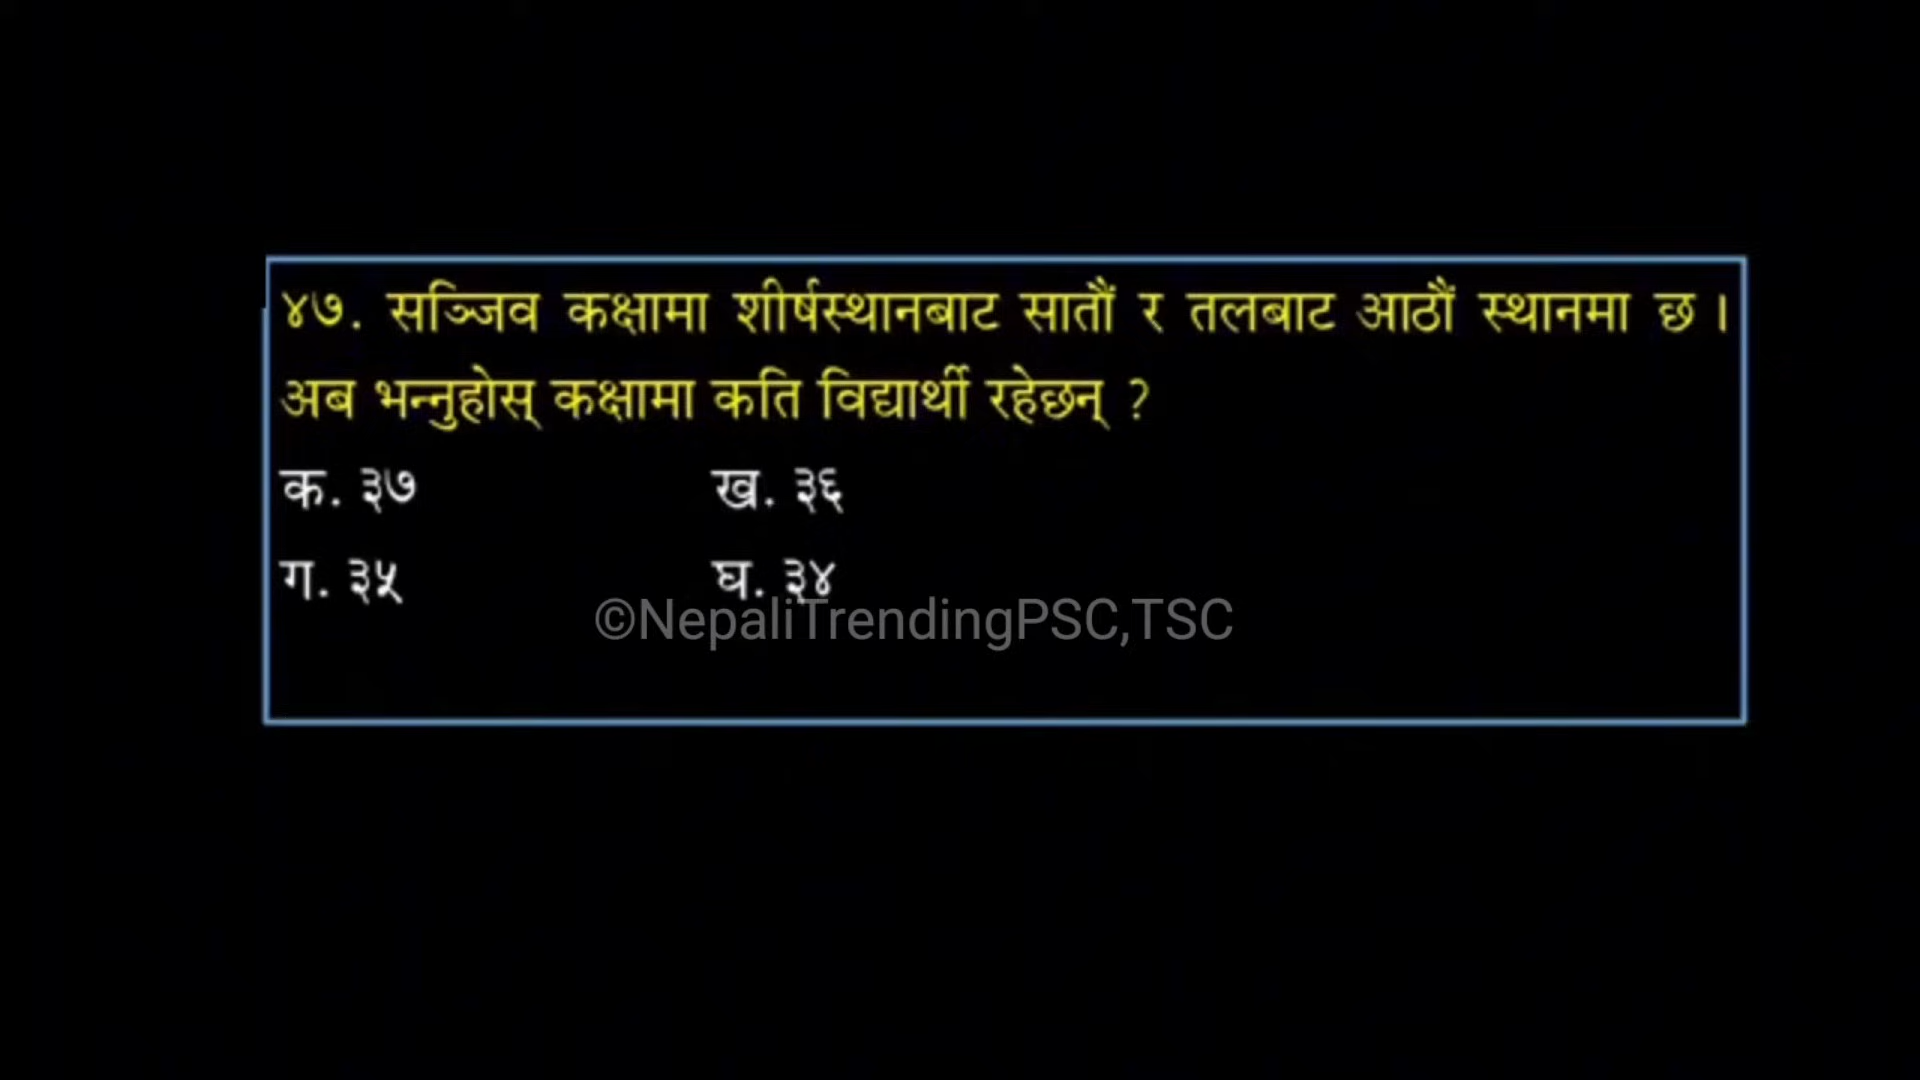 ४७. सञ्जिव कक्षामा शीर्षस्थानबाट सातौं र तलबाट आठौं स्थानमा छ ।
अब भन्नुहोस् कक्षामा कति विद्यार्थी रहेछन् ?
क. ३७ ख. ३६
ग. ३५ घ. ३४
©NepaliTrendingPSC,TSC